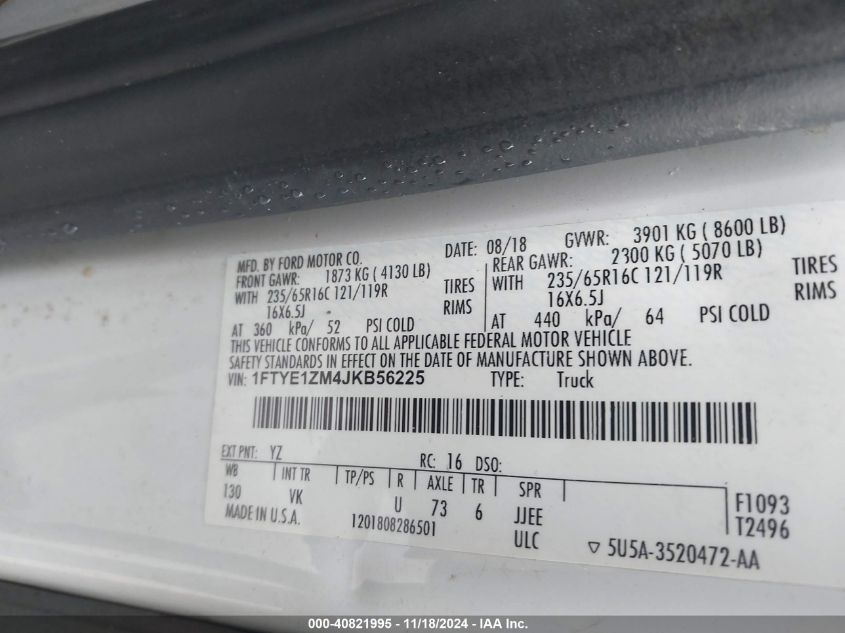 MFD. BY FORD MOTOR CO. DATE: 08/18 GVWR: 3901 KG ( 8600 LB)
FRONT GAWR: 1873 KG ( 4130 LB) REAR GAWR: 2300 KG ( 5070 LB)
WITH 235/65R16C 121/119R TIRES WITH 235/65R16C 121/119R TIRES
16X6.5J RIMS 16X6.5J RIMS
AT 360 kPa/ 52 PSI COLD AT 440 kPa/ 64 PSI COLD
THIS VEHICLE CONFORMS TO ALL APPLICABLE FEDERAL MOTOR VEHICLE
SAFETY STANDARDS IN EFFECT ON THE DATE OF MANUFACTURE SHOWN ABOVE.
VIN: 1FTYE1ZM4JKB56225 TYPE: Truck
EXT PNT: YZ RC: 16 DSO:
WB INT TR TP/PS R AXLE TR SPR
130 VK U 73 6 JJEE F1093
MADE IN U.S.A. 1201808286501 ULC T2496
▽ 5U5A-3520472-AA
000-40821995 - 11/18/2024 - IAA Inc.